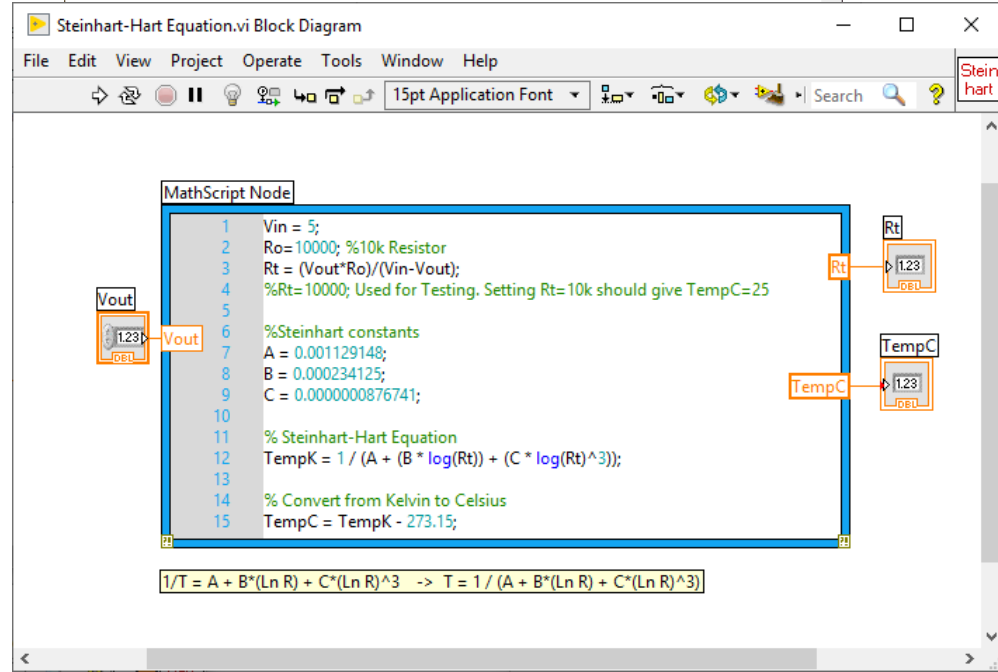 Steinhart-Hart Equation.vi Block Diagram
File Edit View Project Operate Tools Window Help
15pt Application Font
Search
Stein
hart
MathScript Node
1 Vin = 5;
2 Ro=10000; %10k Resistor
3 Rt = (Vout*Ro)/(Vin-Vout);
4 %Rt=10000; Used for Testing. Setting Rt=10k should give TempC=25
5
6 %Steinhart constants
7 A = 0.001129148;
8 B = 0.000234125;
9 C = 0.0000000876741;
10
11 % Steinhart-Hart Equation
12 TempK = 1 / (A + (B * log(Rt)) + (C * log(Rt)^3));
13
14 % Convert from Kelvin to Celsius
15 TempC = TempK - 273.15;
Vout
1.23
DBL
Vout
Rt
Rt
1.23
DBL
TempC
TempC
1.23
DBL
1/T = A + B*(Ln R) + C*(Ln R)^3 -> T = 1 / (A + B*(Ln R) + C*(Ln R)^3)